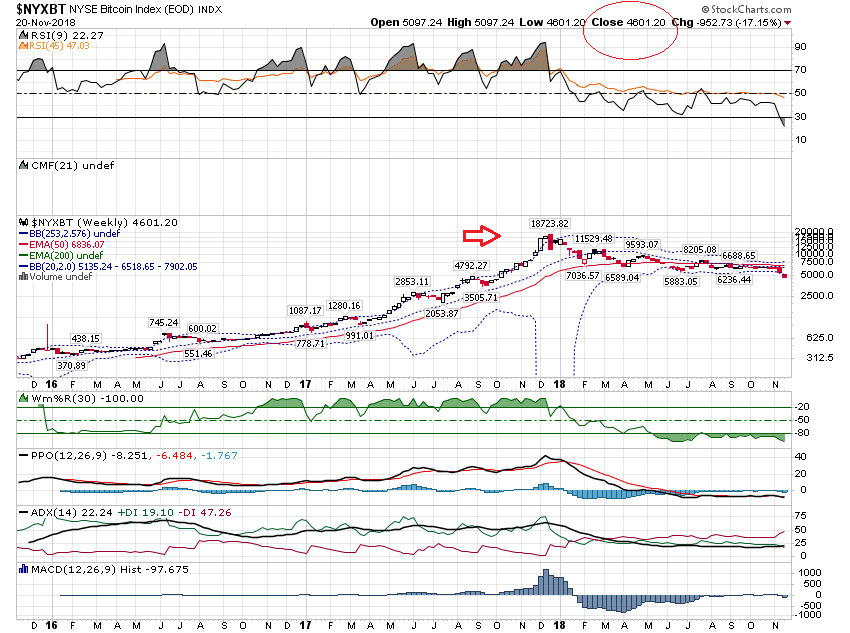 $NYXBT NYSE Bitcoin Index (EOD) INDX © StockCharts.com
20-Nov-2018 Open 5097.24 High 5097.24 Low 4601.20 Close 4601.20 Chg -952.73 (-17.15%)
RSI(9) 22.27
RSI(45) 47.03
90
70
50
30
10
CMF(21) undef
$NYXBT (Weekly) 4601.20
BB(253,2.576) undef
EMA(50) 6836.07
EMA(200) undef
BB(20,2.0) 5135.24 - 6518.65 - 7902.05
Volume undef
438.15
370.89
745.24
600.02
551.46
1087.17
778.71
1280.16
991.01
2853.11
2053.87
4792.27
3505.71
18723.82
11529.48
7036.57
9593.07
6589.04
8205.08
5883.05
6688.65
6236.44
20000.0
10000.0
7500.0
5000.0
2500.0
625.0
312.5
D 16 F M A M J J A S O N D 17 F M A M J J A S O N D 18 F M A M J J A S O N
Wm%R(30) -100.00
-20
-50
-80
PPO(12,26,9) -8.251, -6.484, -1.767
40
20
0
ADX(14) 22.24 +DI 19.10 -DI 47.26
75
50
25
0
MACD(12,26,9) Hist -97.675
1000
500
0
-500
-1000
D 16 F M A M J J A S O N D 17 F M A M J J A S O N D 18 F M A M J J A S O N